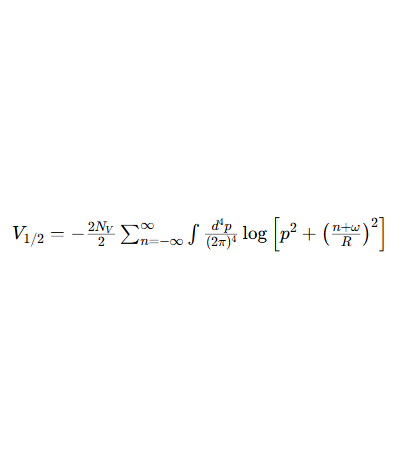 V_{1/2} = -\frac{2N_V}{2} \sum_{n=-\infty}^{\infty} \int \frac{d^4p}{(2\pi)^4} \log \left[ p^2 + \left( \frac{n+\omega}{R} \right)^2 \right]